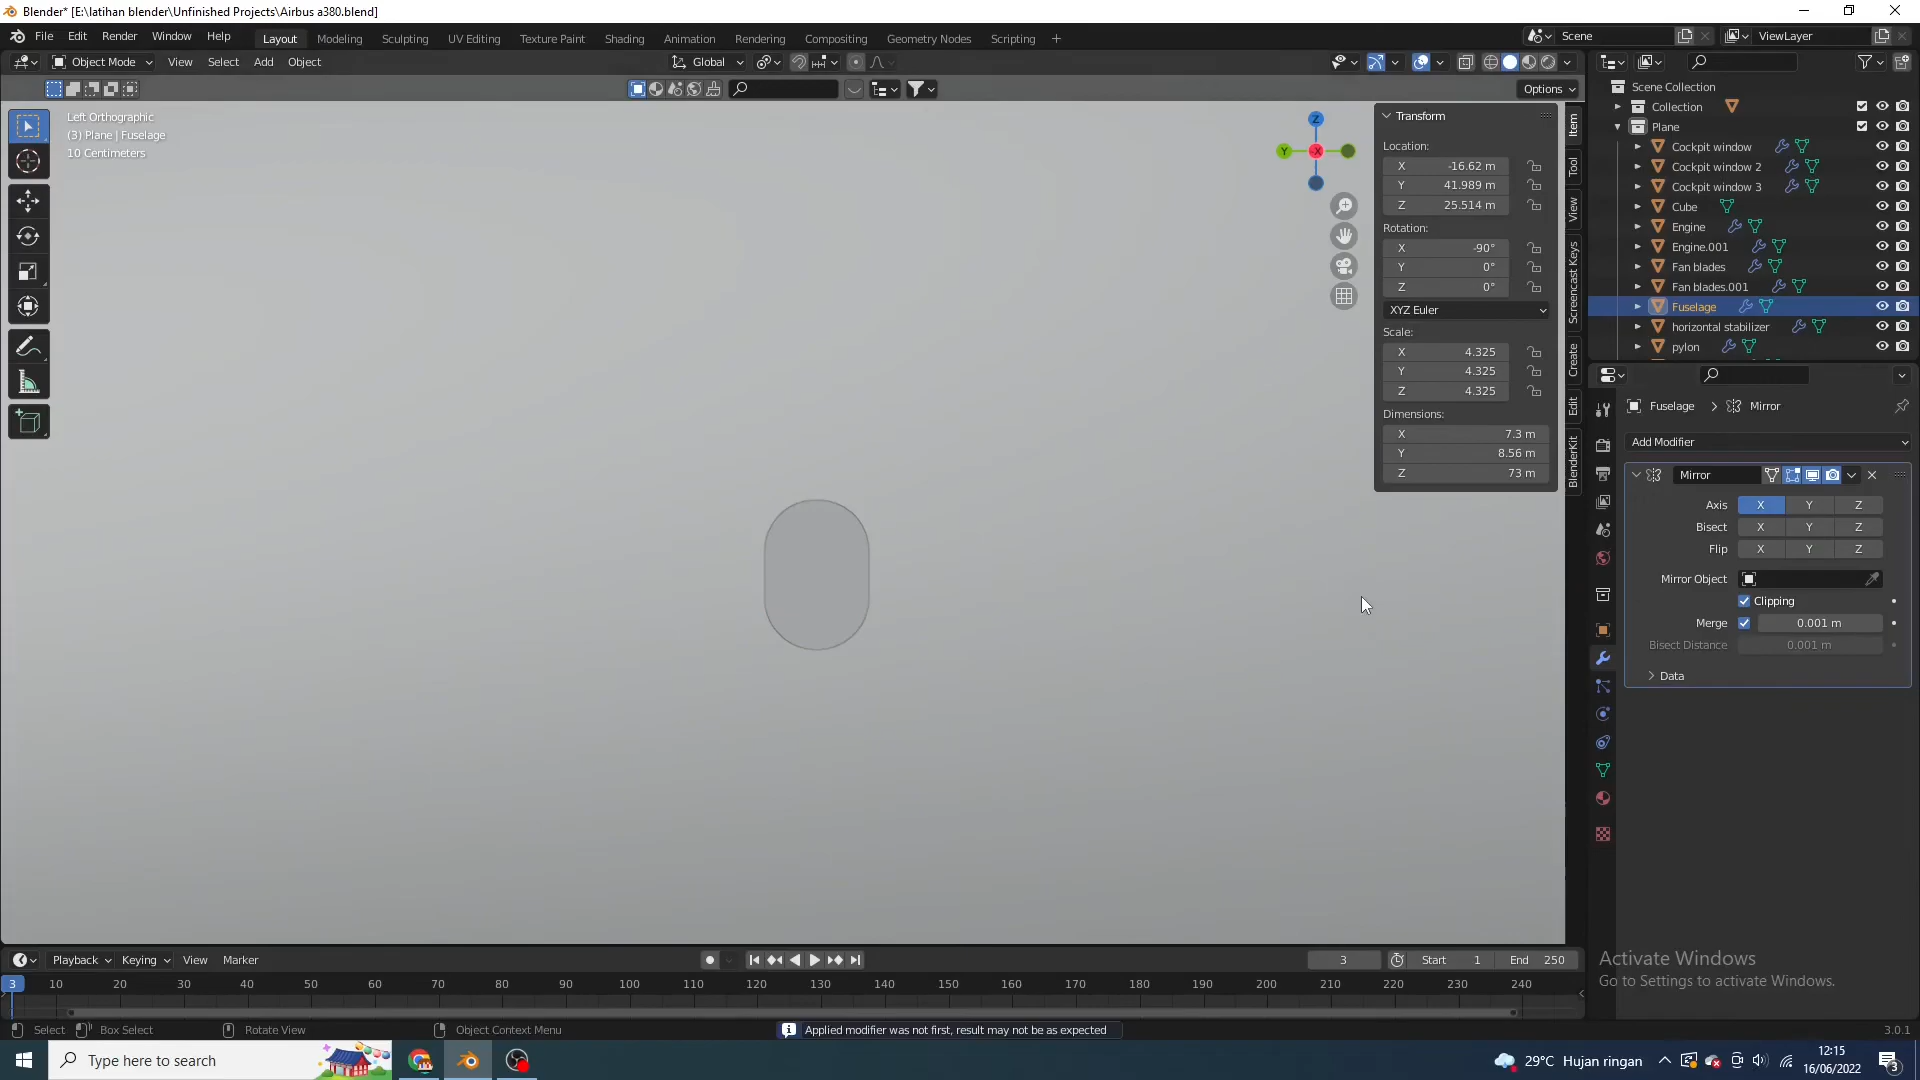 Blender* [E:\latihan blender\Unfinished Projects\Airbus a380.blend]
File Edit Render Window Help
Layout Modeling Sculpting UV Editing Texture Paint Shading Animation Rendering Compositing Geometry Nodes Scripting +
Scene
ViewLayer
Object Mode View Select Add Object
Global
Options
Left Orthographic
(3) Plane | Fuselage
10 Centimeters
Z
Y
X
Transform
Location:
X -16.62 m
Y 41.989 m
Z 25.514 m
Rotation:
X -90°
Y 0°
Z 0°
XYZ Euler
Scale:
X 4.325
Y 4.325
Z 4.325
Dimensions:
X 7.3 m
Y 8.56 m
Z 73 m
Item
Tool
View
Screencast Keys
Create
Edit
BlenderKit
Scene Collection
Collection
Plane
Cockpit window
Cockpit window 2
Cockpit window 3
Cube
Engine
Engine.001
Fan blades
Fan blades.001
Fuselage
horizontal stabilizer
pylon
Fuselage > Mirror
Add Modifier
Mirror
Axis X Y Z
Bisect X Y Z
Flip X Y Z
Mirror Object
Clipping
Merge 0.001 m
Bisect Distance 0.001 m
Data
Activate Windows
Go to Settings to activate Windows.
Playback Keying View Marker
3 Start 1 End 250
3 10 20 30 40 50 60 70 80 90 100 110 120 130 140 150 160 170 180 190 200 210 220 230 240
Select Box Select Rotate View Object Context Menu
Applied modifier was not first, result may not be as expected
3.0.1
Type here to search
29°C Hujan ringan
12:15
16/06/2022
3